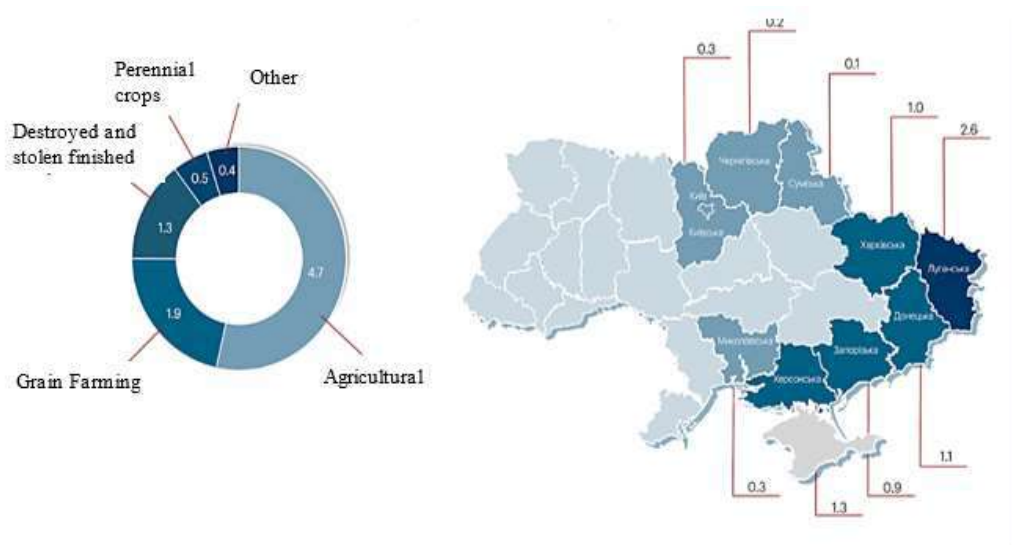 Perennial
crops
Other
Destroyed and
stolen finished
0.5
0.4
1.3
4.7
1.9
Grain Farming
Agricultural
0.2
0.3
0.1
1.0
2.6
Чернігівська
Сумська
Київ
Київська
Харківська
Луганська
Донецька
Миколаївська
Запорізька
Херсонська
1.1
0.3
0.9
1.3